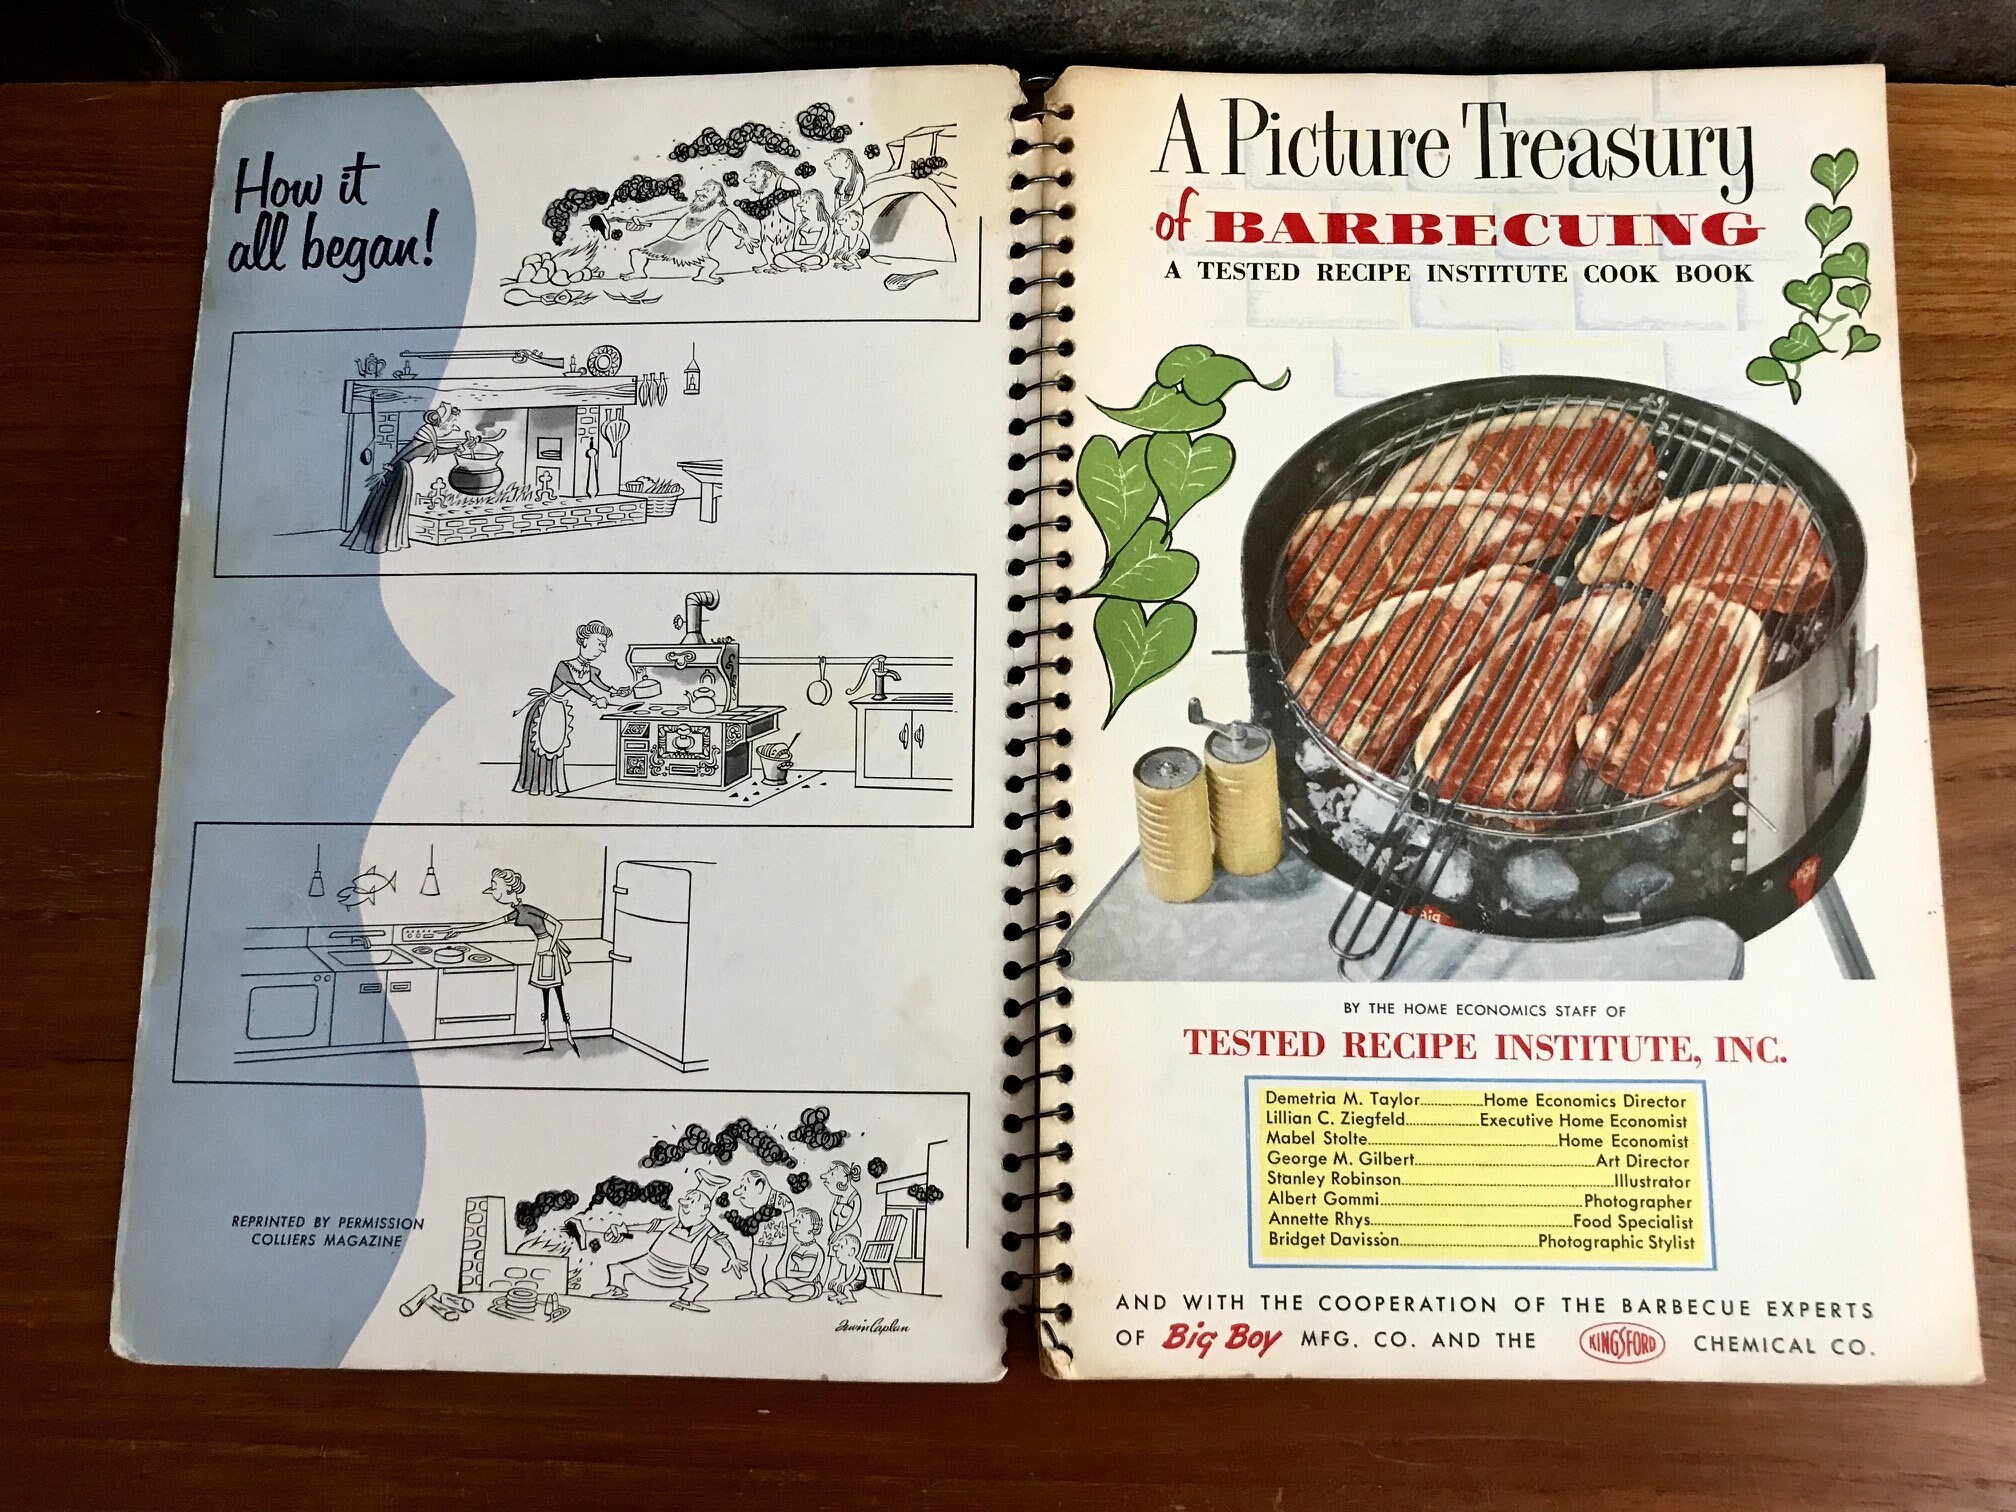 How it
all began!
REPRINTED BY PERMISSION
COLLIERS MAGAZINE
Irwin Caplan
A Picture Treasury
of BARBECUING
A TESTED RECIPE INSTITUTE COOK BOOK
Big
BY THE HOME ECONOMICS STAFF OF
TESTED RECIPE INSTITUTE, INC.
Demetria M. Taylor..............Home Economics Director
Lillian C. Ziegfeld................Executive Home Economist
Mabel Stolte..........................................Home Economist
George M. Gilbert........................................Art Director
Stanley Robinson...............................................Illustrator
Albert Gommi.............................................Photographer
Annette Rhys............................................Food Specialist
Bridget Davisson..............................Photographic Stylist
AND WITH THE COOPERATION OF THE BARBECUE EXPERTS
OF Big Boy MFG. CO. AND THE KINGSFORD CHEMICAL CO.